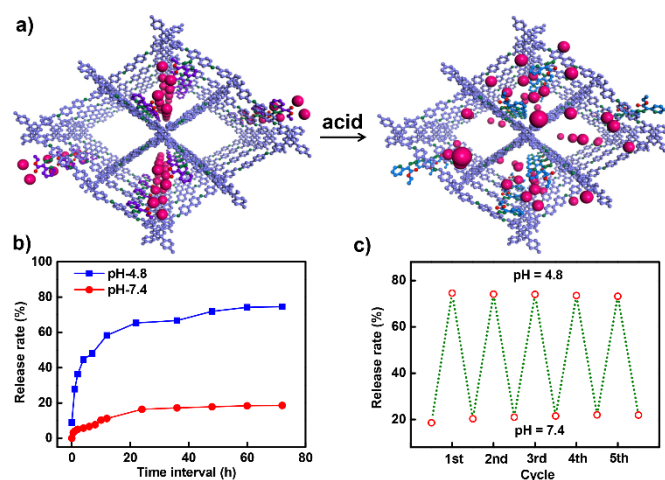 a)
acid
b)
pH-4.8
pH-7.4
Release rate (%)
100
80
60
40
20
0
0 20 40 60 80
Time interval (h)
c)
pH = 4.8
pH = 7.4
Release rate (%)
80
60
40
20
1st 2nd 3rd 4th 5th
Cycle